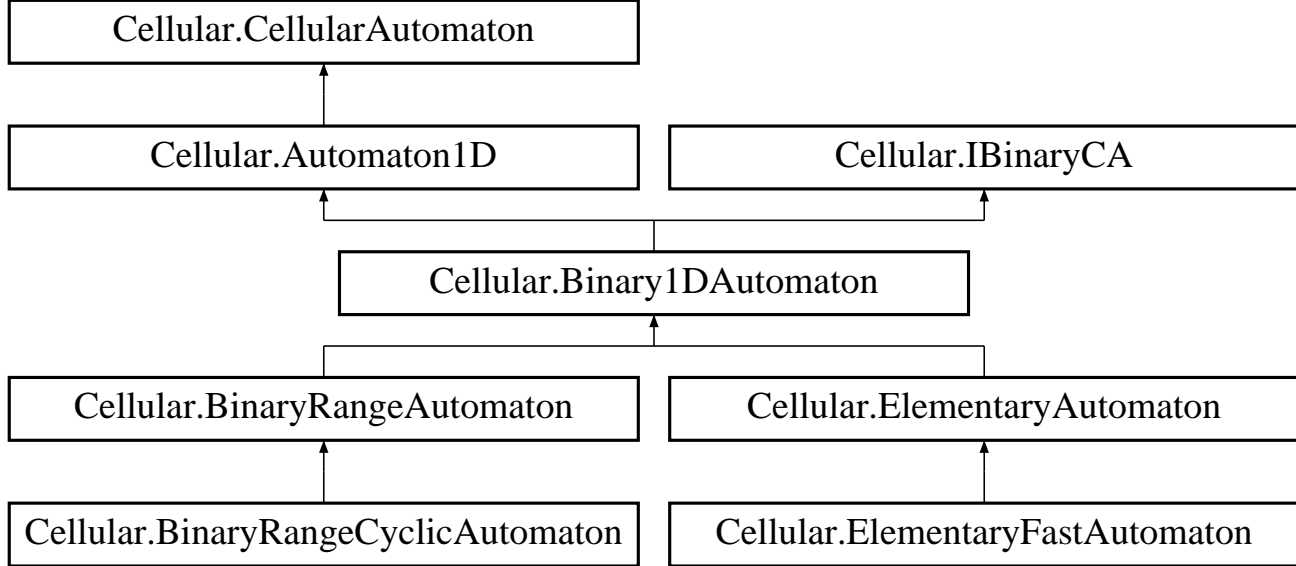 Cellular.CellularAutomaton
Cellular.Automaton1D
Cellular.IBinaryCA
Cellular.Binary1DAutomaton
Cellular.BinaryRangeAutomaton
Cellular.ElementaryAutomaton
Cellular.BinaryRangeCyclicAutomaton
Cellular.ElementaryFastAutomaton